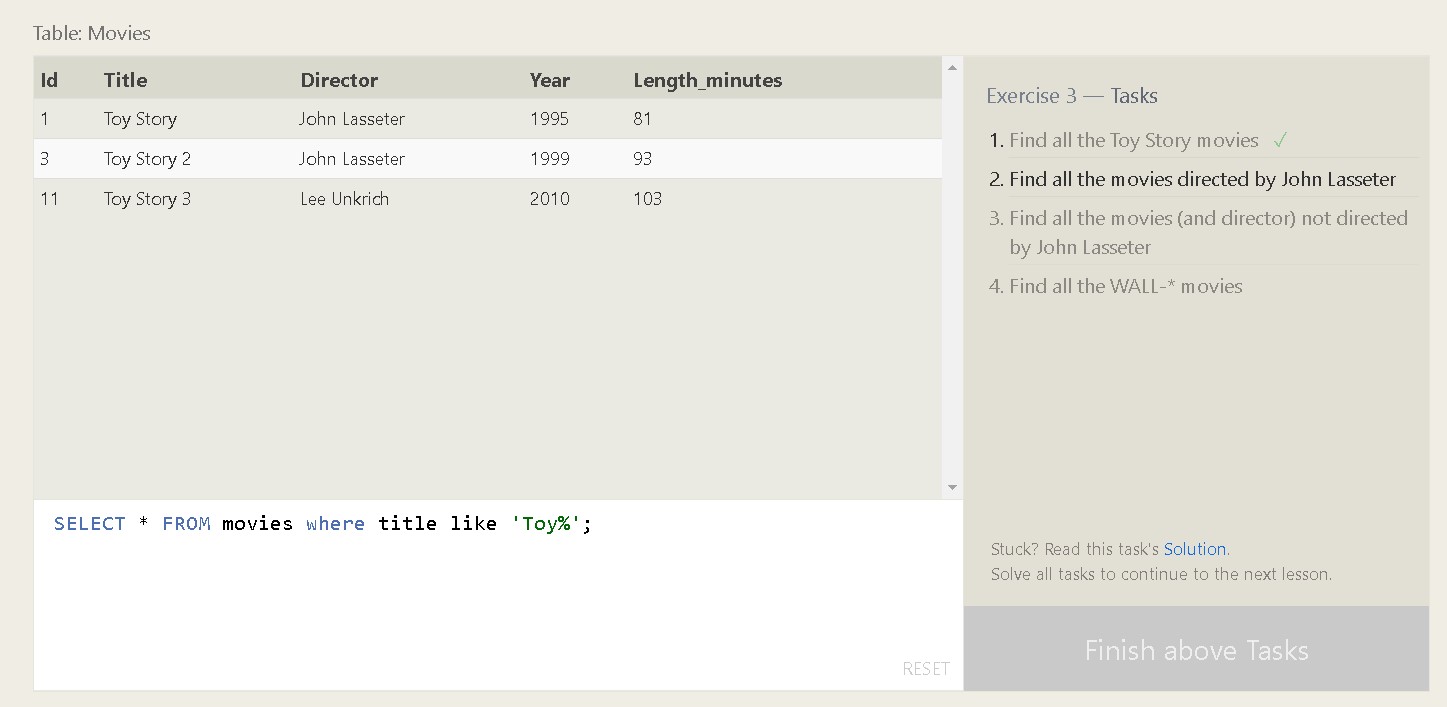 Table: Movies
Id Title Director Year Length_minutes
1 Toy Story John Lasseter 1995 81
3 Toy Story 2 John Lasseter 1999 93
11 Toy Story 3 Lee Unkrich 2010 103
SELECT * FROM movies where title like 'Toy%';
RESET
Exercise 3 — Tasks
1. Find all the Toy Story movies ✓
2. Find all the movies directed by John Lasseter
3. Find all the movies (and director) not directed
by John Lasseter
4. Find all the WALL-* movies
Stuck? Read this task's Solution.
Solve all tasks to continue to the next lesson.
Finish above Tasks